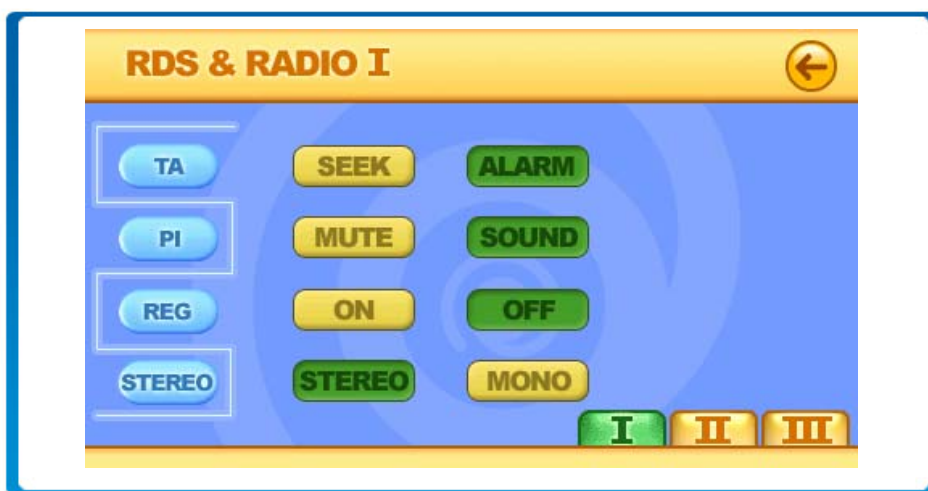 RDS & RADIO I
TA SEEK ALARM
PI MUTE SOUND
REG ON OFF
STEREO STEREO MONO
I II III